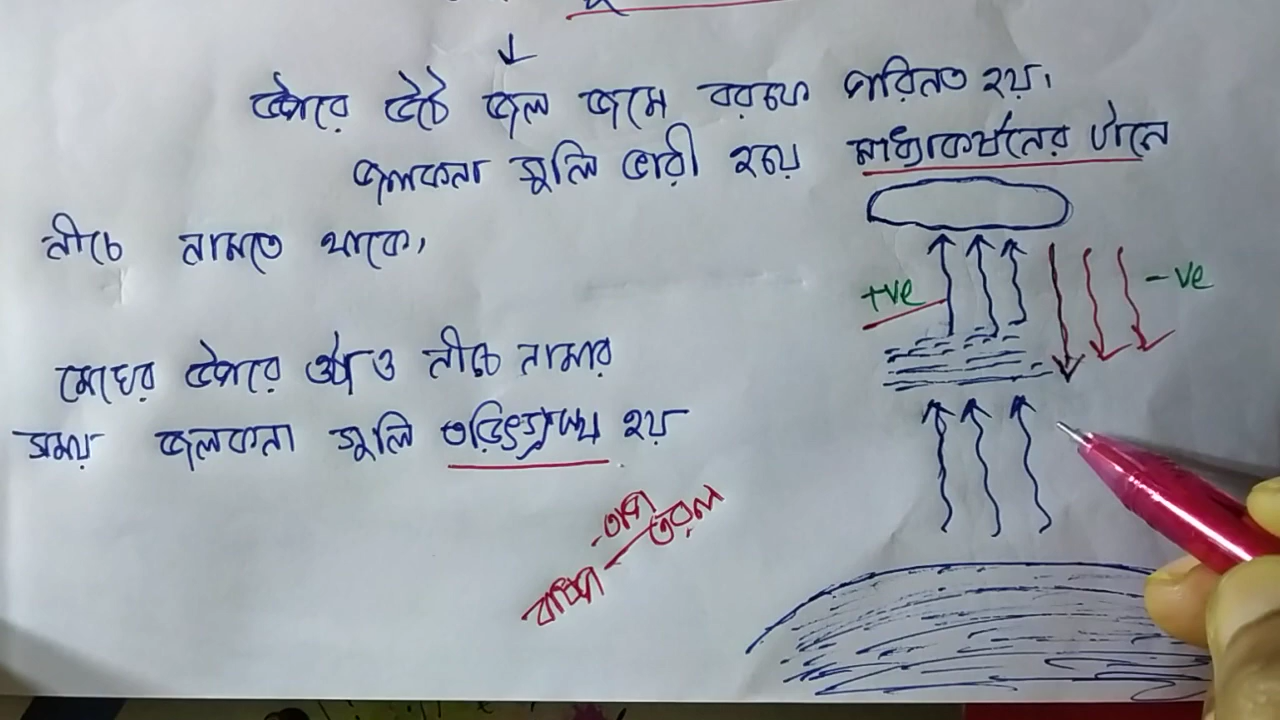 উপরে উঠে জল জমে বরফে পরিনত হয়।
জলকনা গুলি ভারী হয়ে মাধ্যাকর্ষনের টানে
নীচে নামতে থাকে,
+ve
-ve
মেঘের উপরে ওঠা ও নীচে নামার
সময় জলকনা গুলি তড়িৎগ্রস্থ হয়
বাষ্প - তাপ তরল